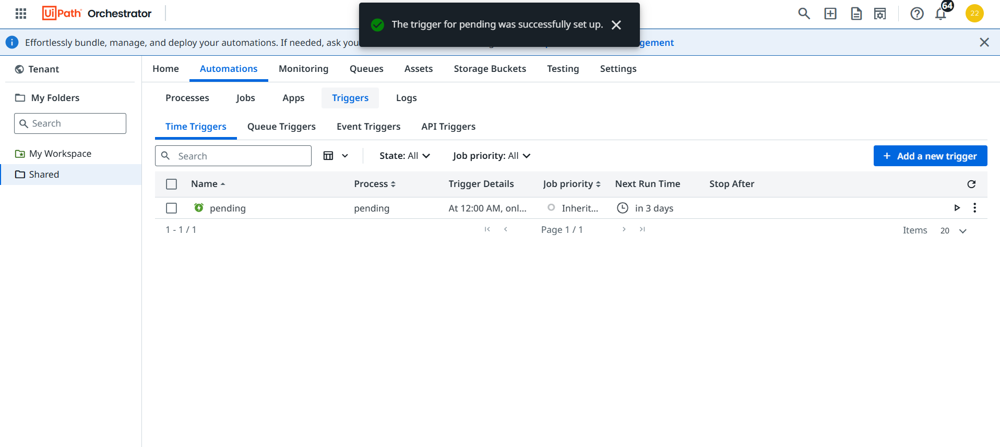 UiPath Orchestrator
The trigger for pending was successfully set up.
64
22
Effortlessly bundle, manage, and deploy your automations. If needed, ask you
gement
Tenant
Home Automations Monitoring Queues Assets Storage Buckets Testing Settings
My Folders
Processes Jobs Apps Triggers Logs
Search
Time Triggers Queue Triggers Event Triggers API Triggers
My Workspace
Shared
Search
State: All
Job priority: All
+ Add a new trigger
Name Process Trigger Details Job priority Next Run Time Stop After
pending pending At 12:00 AM, onl... Inherit... in 3 days
1 - 1 / 1 Page 1 / 1 Items 20